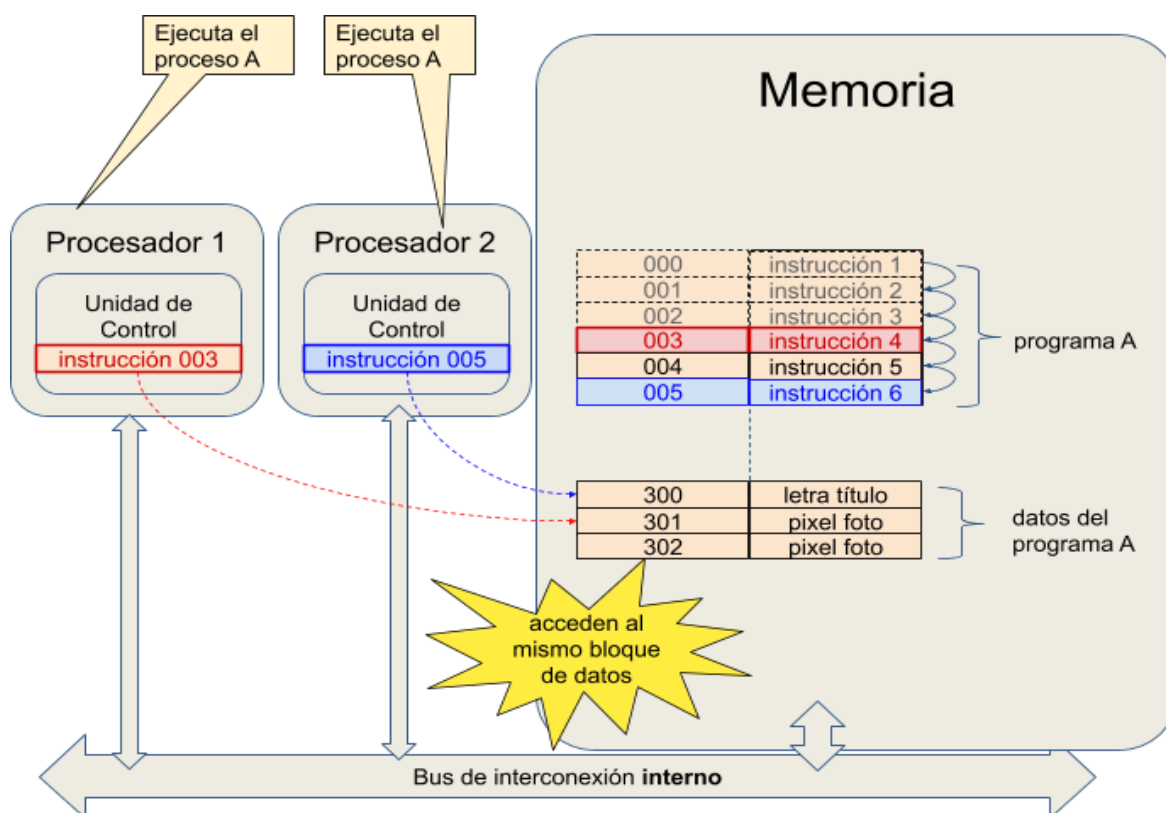 Ejecuta el
proceso A
Ejecuta el
proceso A
Memoria
Procesador 1
Unidad de
Control
instrucción 003
Procesador 2
Unidad de
Control
instrucción 005
000 instrucción 1
001 instrucción 2
002 instrucción 3
003 instrucción 4
004 instrucción 5
005 instrucción 6
programa A
300 letra título
301 pixel foto
302 pixel foto
datos del
programa A
acceden al
mismo bloque
de datos
Bus de interconexión interno